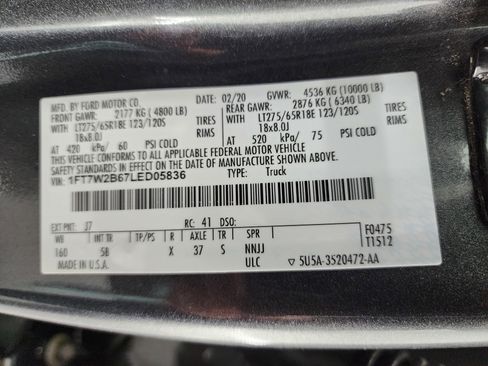 MFD. BY FORD MOTOR CO.
DATE: 02/20 GVWR: 4536 KG (10000 LB)
FRONT GAWR: 2177 KG (4800 LB) REAR GAWR: 2876 KG (6340 LB)
WITH LT275/65R18E 123/120S TIRES WITH LT275/65R18E 123/120S TIRES
18x8.0J RIMS 18x8.0J RIMS
AT 420 kPa/ 60 PSI COLD AT 520 kPa/ 75 PSI COLD
THIS VEHICLE CONFORMS TO ALL APPLICABLE FEDERAL MOTOR VEHICLE
SAFETY STANDARDS IN EFFECT ON THE DATE OF MANUFACTURE SHOWN ABOVE.
VIN: 1FT7W2B67LED05836 TYPE: Truck
EXT PNT: J7 RC: 41 DSO: F0475
WB INT TR TP/PS R AXLE TR SPR T1512
160 5B X 37 S NNJJ
MADE IN U.S.A. ULC ▽ 5U5A-3520472-AA